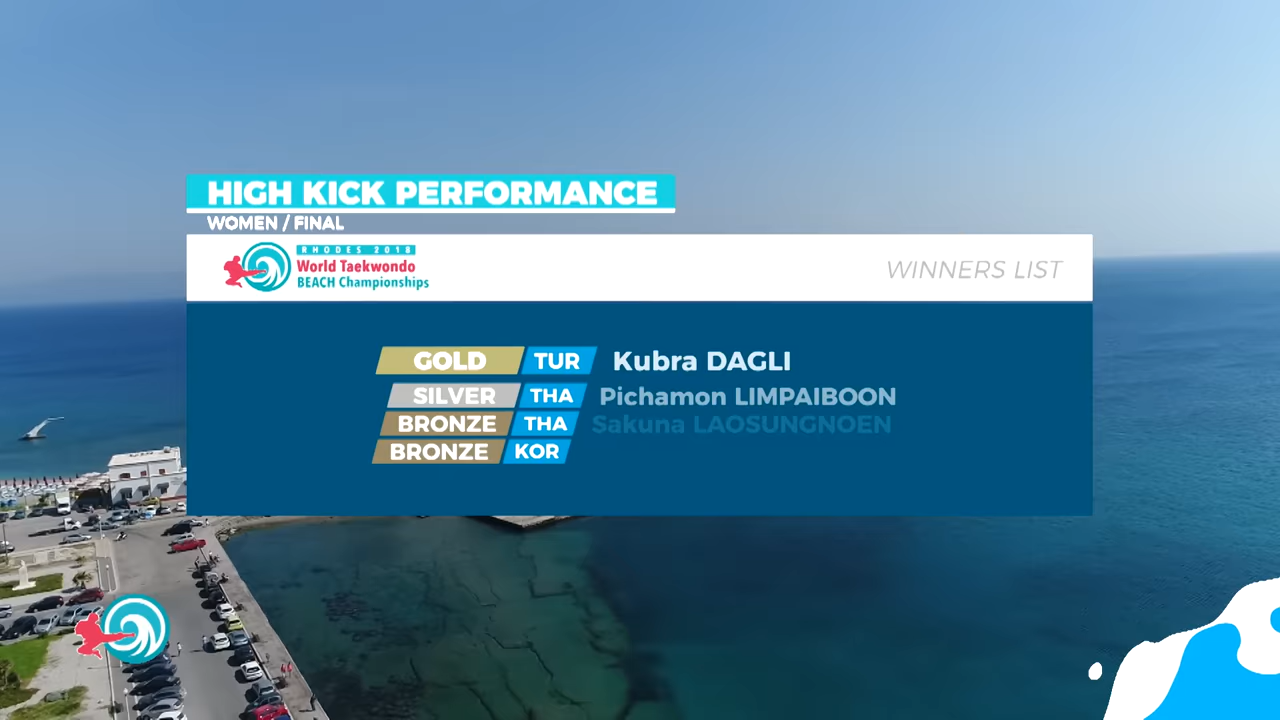 HIGH KICK PERFORMANCE
WOMEN / FINAL
RHODES 2018
World Taekwondo
BEACH Championships
WINNERS LIST
GOLD TUR Kubra DAGLI
SILVER THA Pichamon LIMPAIBOON
BRONZE THA Sakuna LAOSUNGNOEN
BRONZE KOR